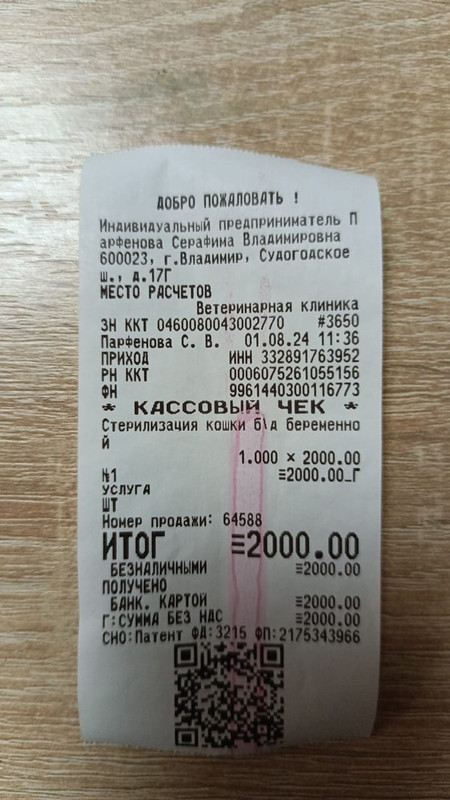 ДОБРО ПОЖАЛОВАТЬ !
Индивидуальный предприниматель П
арфенова Серафина Владимировна
600023, г.Владимир, Судогодское
ш., д.17Г
МЕСТО РАСЧЕТОВ
Ветеринарная клиника
ЗН ККТ 0460080043002770 #3650
Парфенова С. В. 01.08.24 11:36
ПРИХОД ИНН 332891763952
РН ККТ 0006075261055156
ФН 9961440300116773
* КАССОВЫЙ ЧЕК *
Стерилизация кошки б\д беременно
й
1.000 × 2000.00
№1 ≡2000.00_Г
УСЛУГА
ШТ
Номер продажи: 64588
ИТОГ ≡2000.00
БЕЗНАЛИЧНЫМИ ≡2000.00
ПОЛУЧЕНО
БАНК. КАРТОЙ ≡2000.00
Г:СУММА БЕЗ НДС ≡2000.00
СНО:Патент ФД:3215 ФП:2175343966